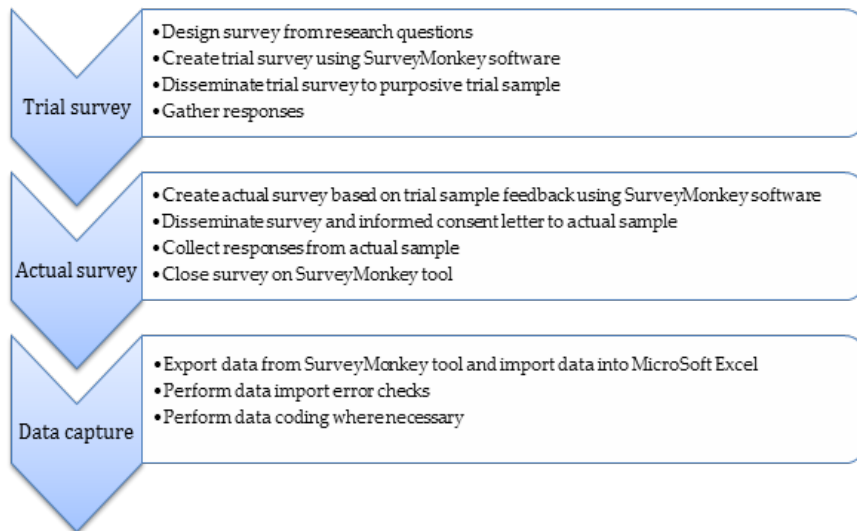 Trial survey
•Design survey from research questions
•Create trial survey using SurveyMonkey software
•Disseminate trial survey to purposive trial sample
•Gather responses
Actual survey
•Create actual survey based on trial sample feedback using SurveyMonkey software
•Disseminate survey and informed consent letter to actual sample
•Collect responses from actual sample
•Close survey on SurveyMonkey tool
Data capture
•Export data from SurveyMonkey tool and import data into MicroSoft Excel
•Perform data import error checks
•Perform data coding where necessary